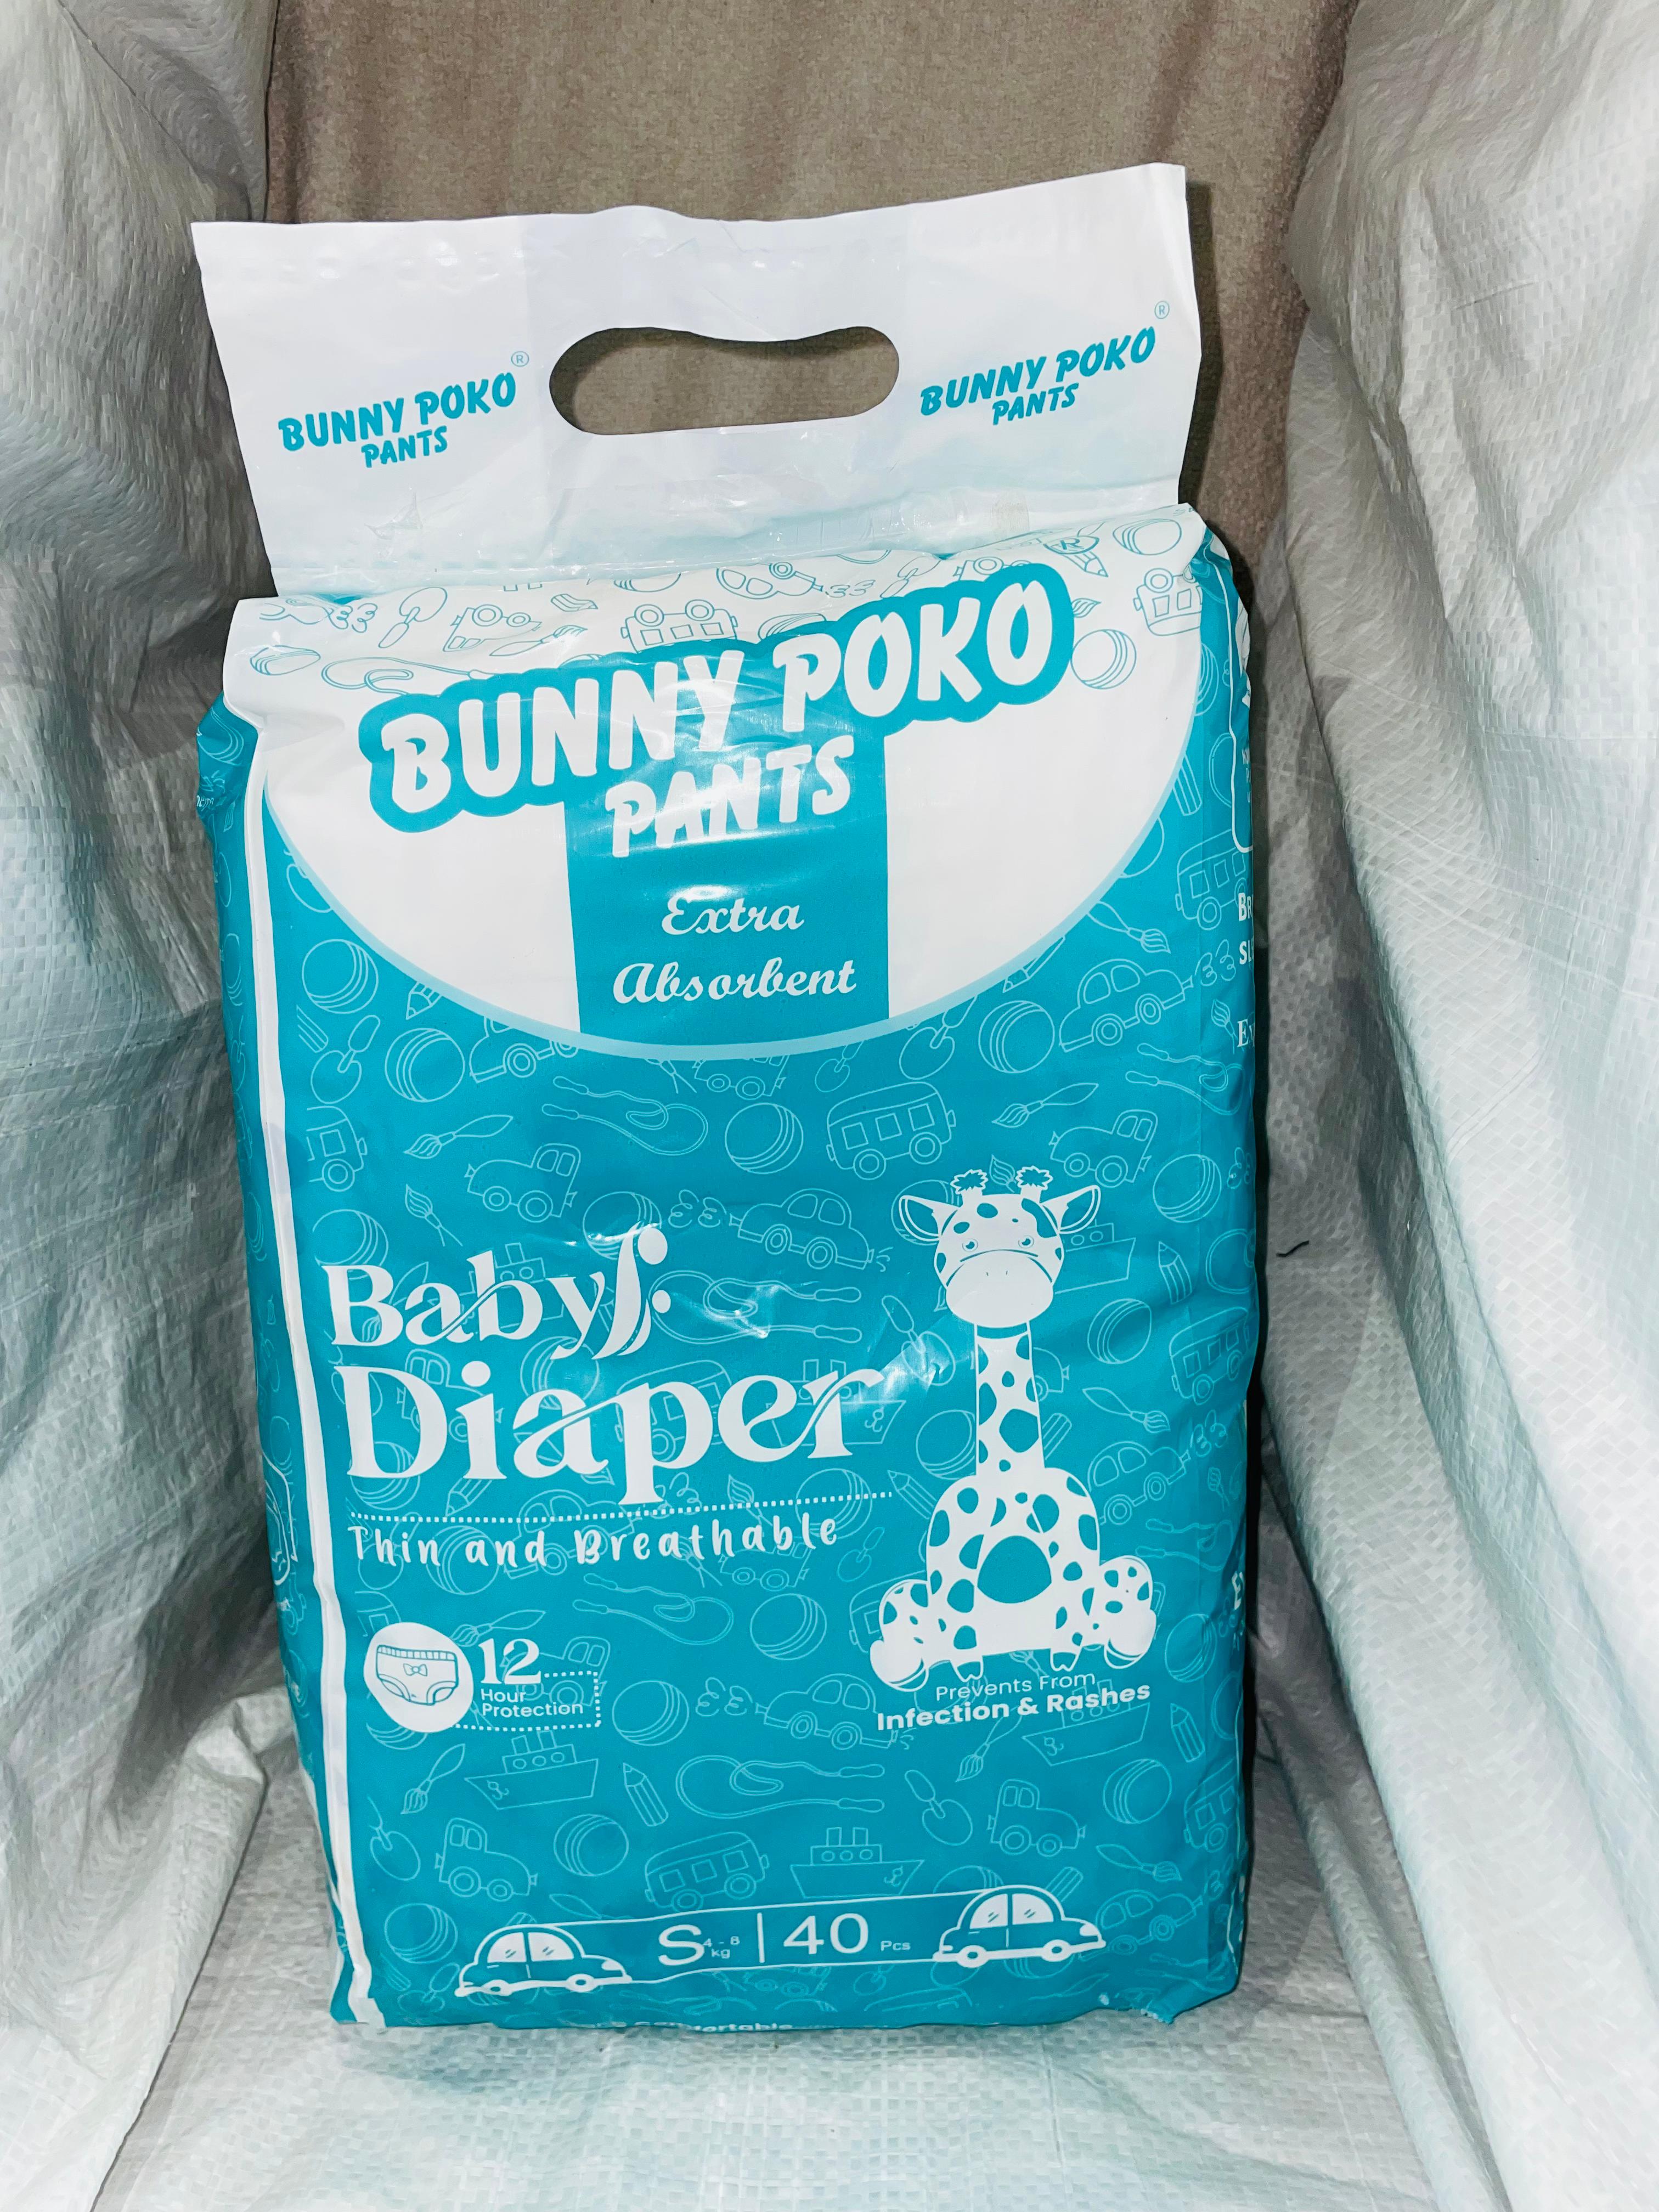 BUNNY POKO ®
PANTS
BUNNY POKO ®
PANTS
BUNNY POKO ®
PANTS
Extra
Absorbent
Baby
Diaper
Thin and Breathable
12
Hour
Protection
Prevents From
Infection & Rashes
S 4 - 8 kg | 40 Pcs